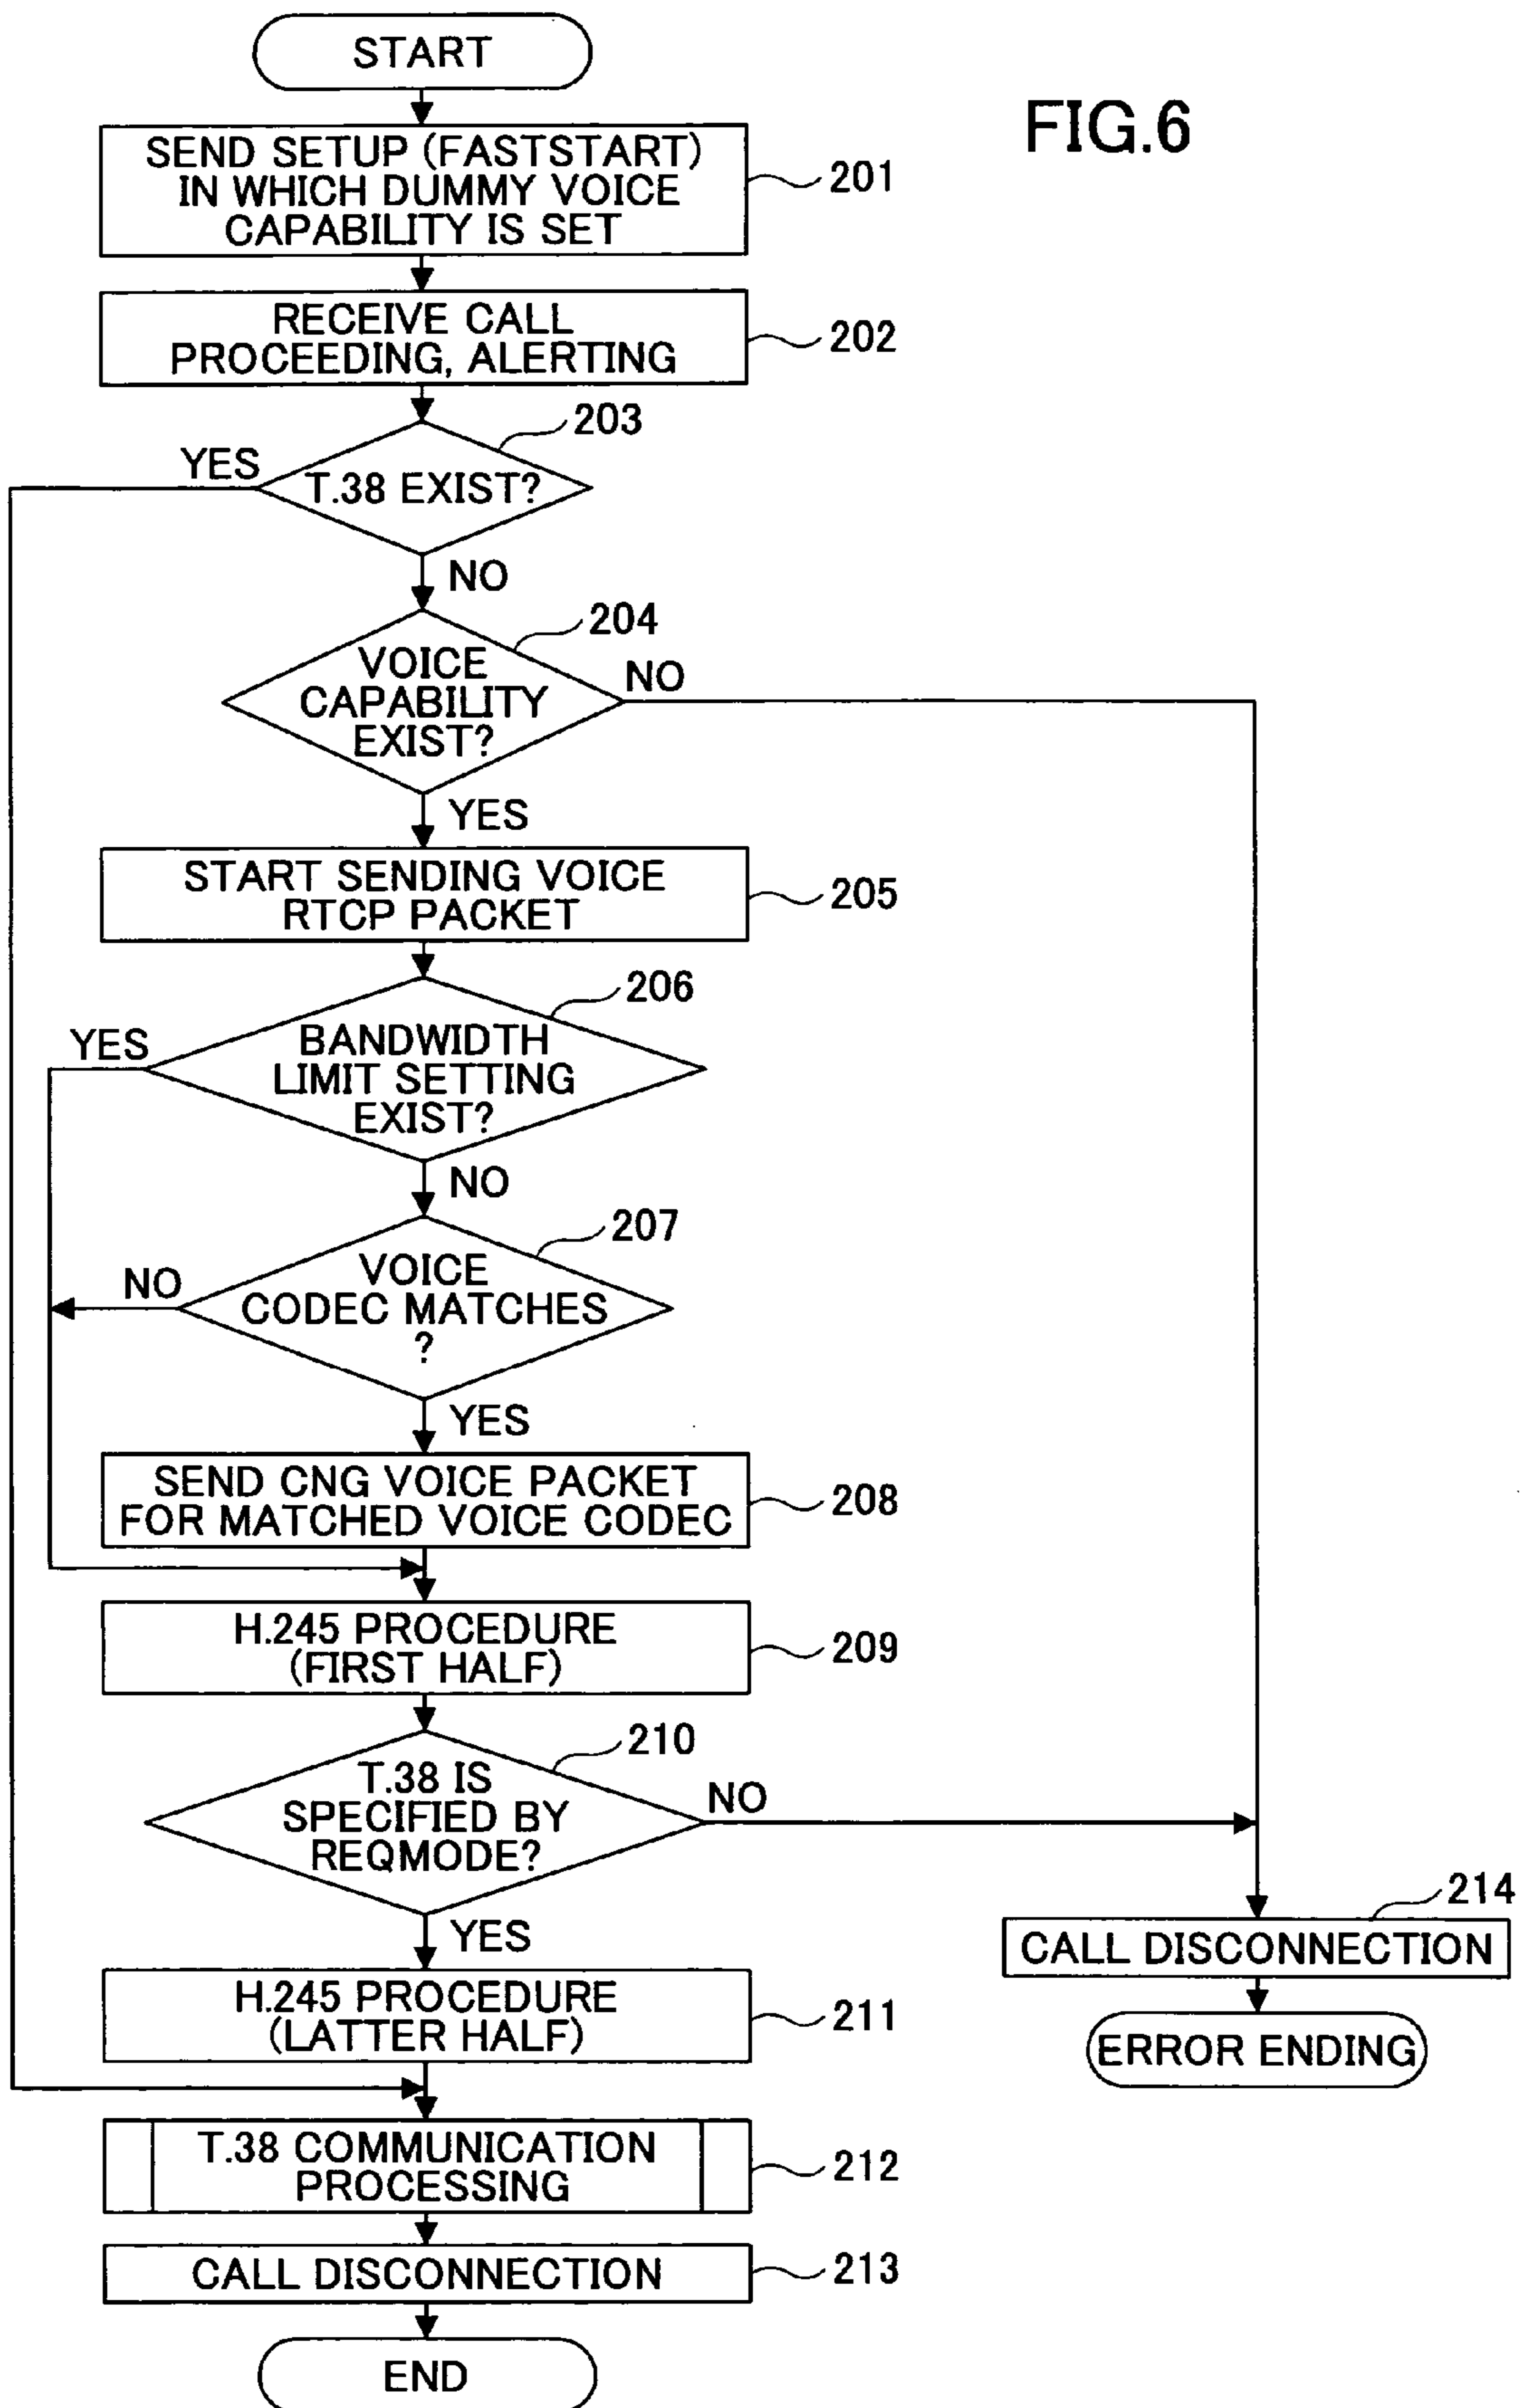 START
FIG.6
SEND SETUP (FASTSTART)
IN WHICH DUMMY VOICE
CAPABILITY IS SET
201
RECEIVE CALL
PROCEEDING, ALERTING
202
203
YES
T.38 EXIST?
NO
204
VOICE
CAPABILITY
EXIST?
NO
YES
START SENDING VOICE
RTCP PACKET
205
206
YES
BANDWIDTH
LIMIT SETTING
EXIST?
NO
207
NO
VOICE
CODEC MATCHES
?
YES
SEND CNG VOICE PACKET
FOR MATCHED VOICE CODEC
208
H.245 PROCEDURE
(FIRST HALF)
209
210
T.38 IS
SPECIFIED BY
REQMODE?
NO
YES
214
CALL DISCONNECTION
H.245 PROCEDURE
(LATTER HALF)
211
ERROR ENDING
T.38 COMMUNICATION
PROCESSING
212
CALL DISCONNECTION
213
END